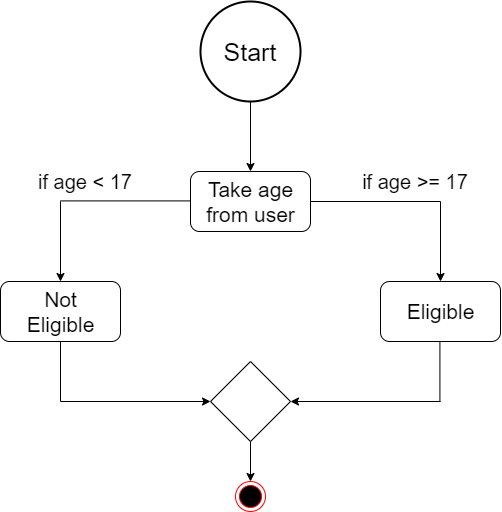 Start
if age < 17
if age >= 17
Take age
from user
Not
Eligible
Eligible